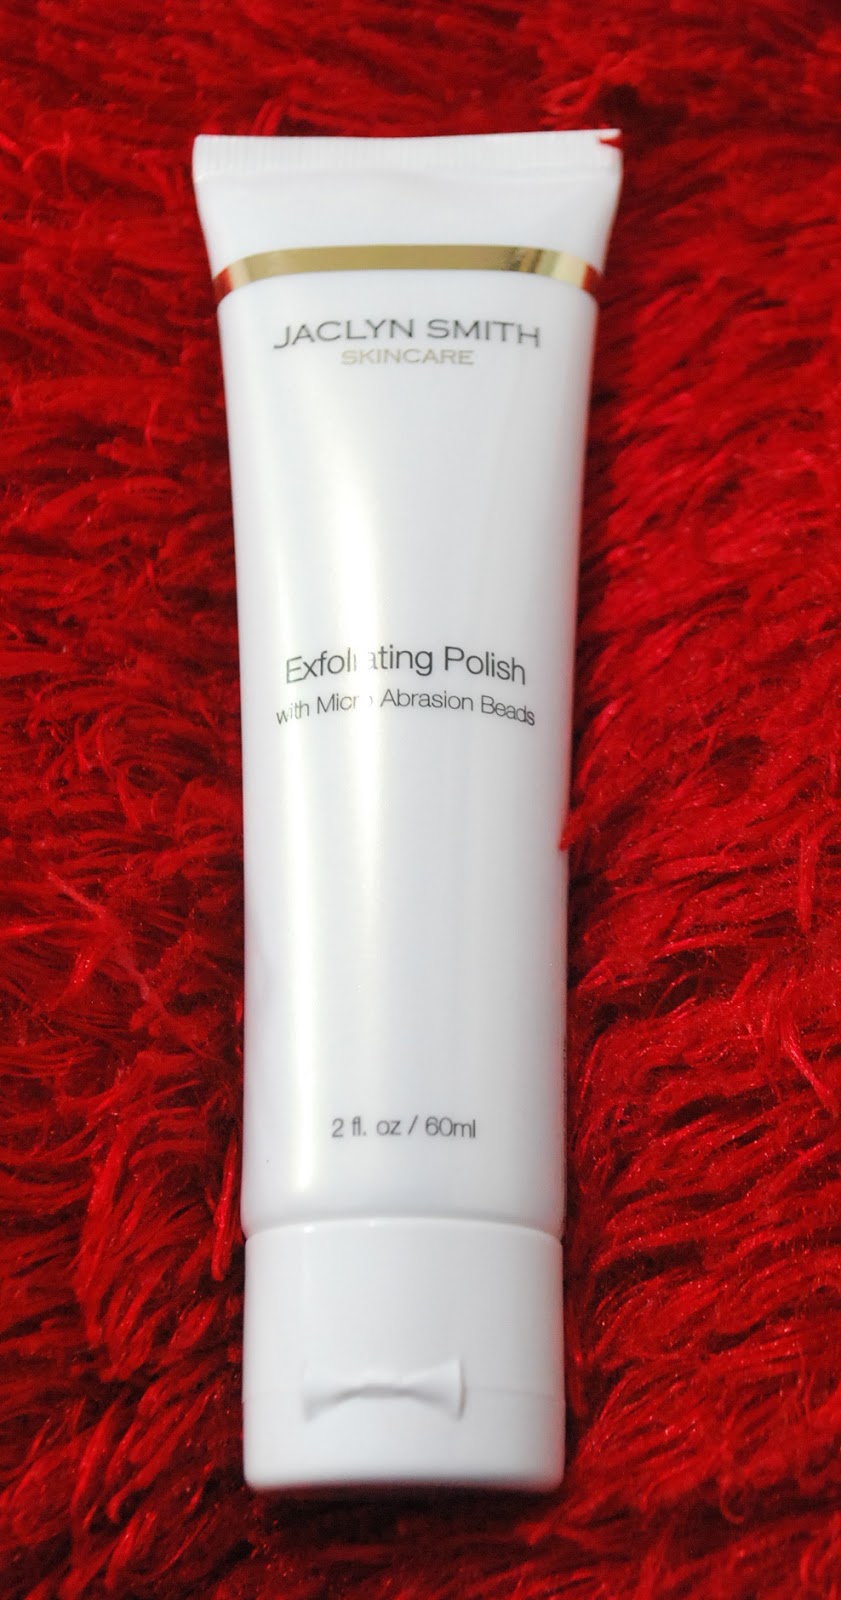 JACLYN SMITH
SKINCARE
Exfoliating Polish
with Micro Abrasion Beads
2 fl. oz / 60ml